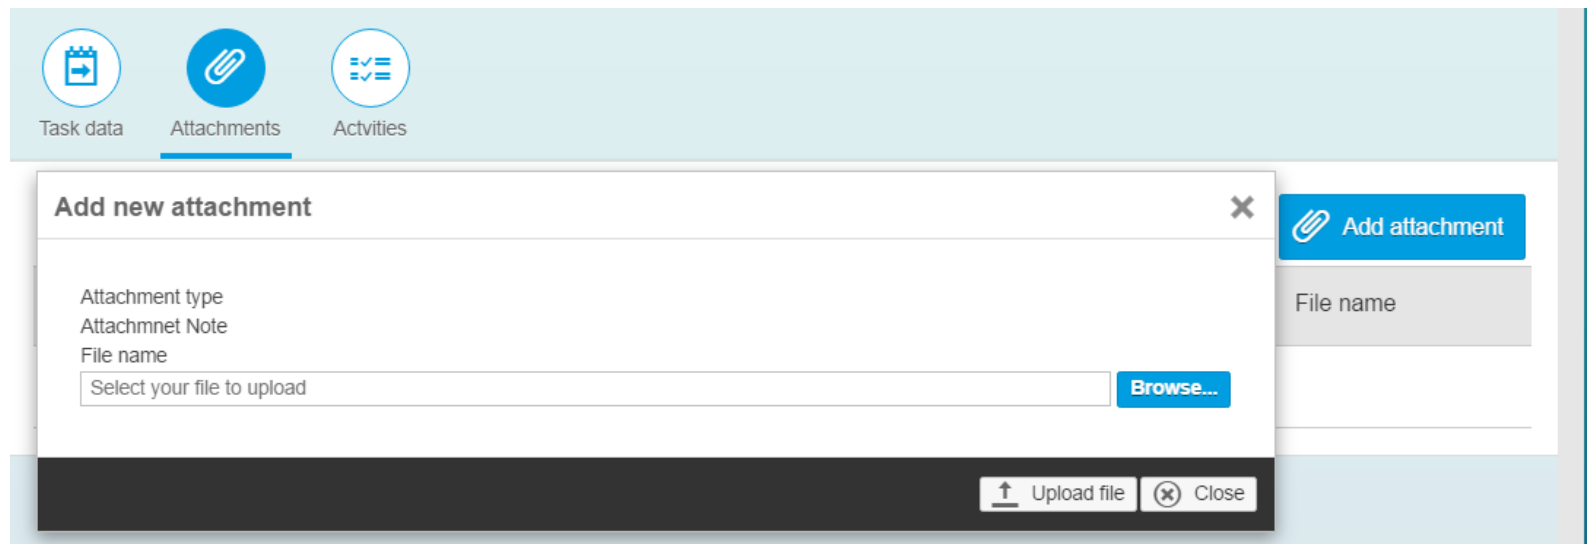 Task data
Attachments
Actvities
Add new attachment
Add attachment
Attachment type
Attachmnet Note
File name
File name
Select your file to upload
Browse...
Upload file
Close